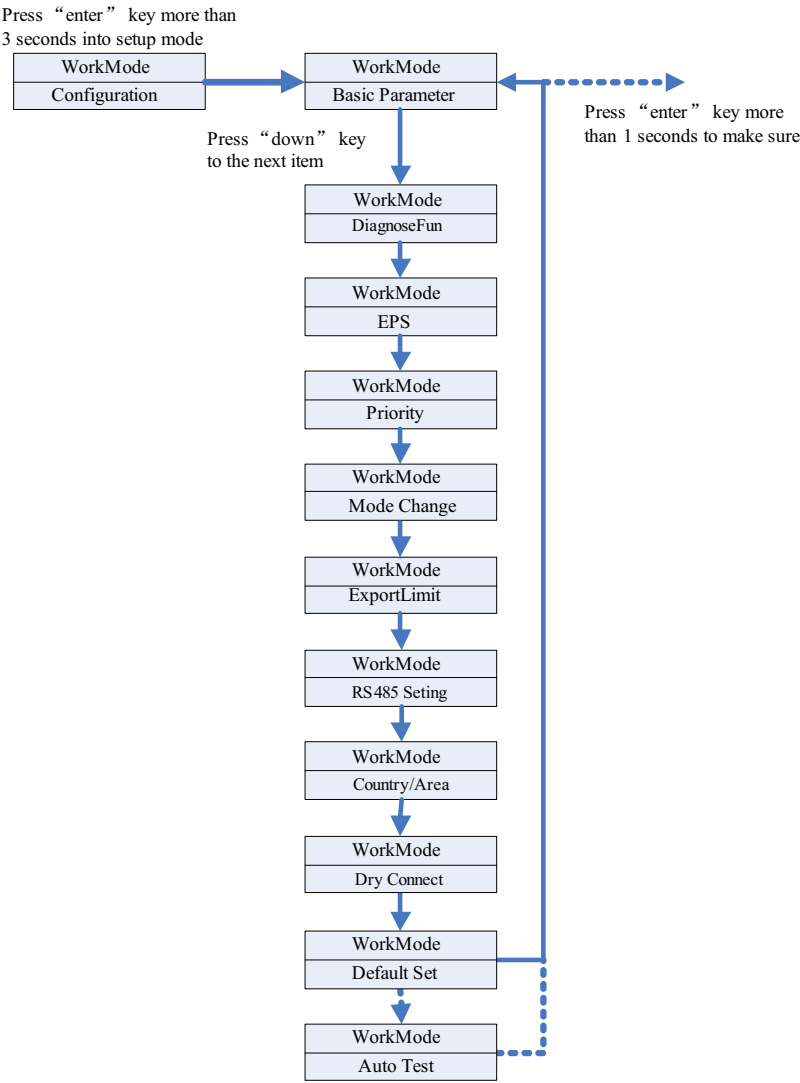 Press “enter” key more than
3 seconds into setup mode
WorkMode
Configuration
WorkMode
Basic Parameter
Press “enter” key more
than 1 seconds to make sure
Press “down” key
to the next item
WorkMode
DiagnoseFun
WorkMode
EPS
WorkMode
Priority
WorkMode
Mode Change
WorkMode
ExportLimit
WorkMode
RS485 Seting
WorkMode
Country/Area
WorkMode
Dry Connect
WorkMode
Default Set
WorkMode
Auto Test